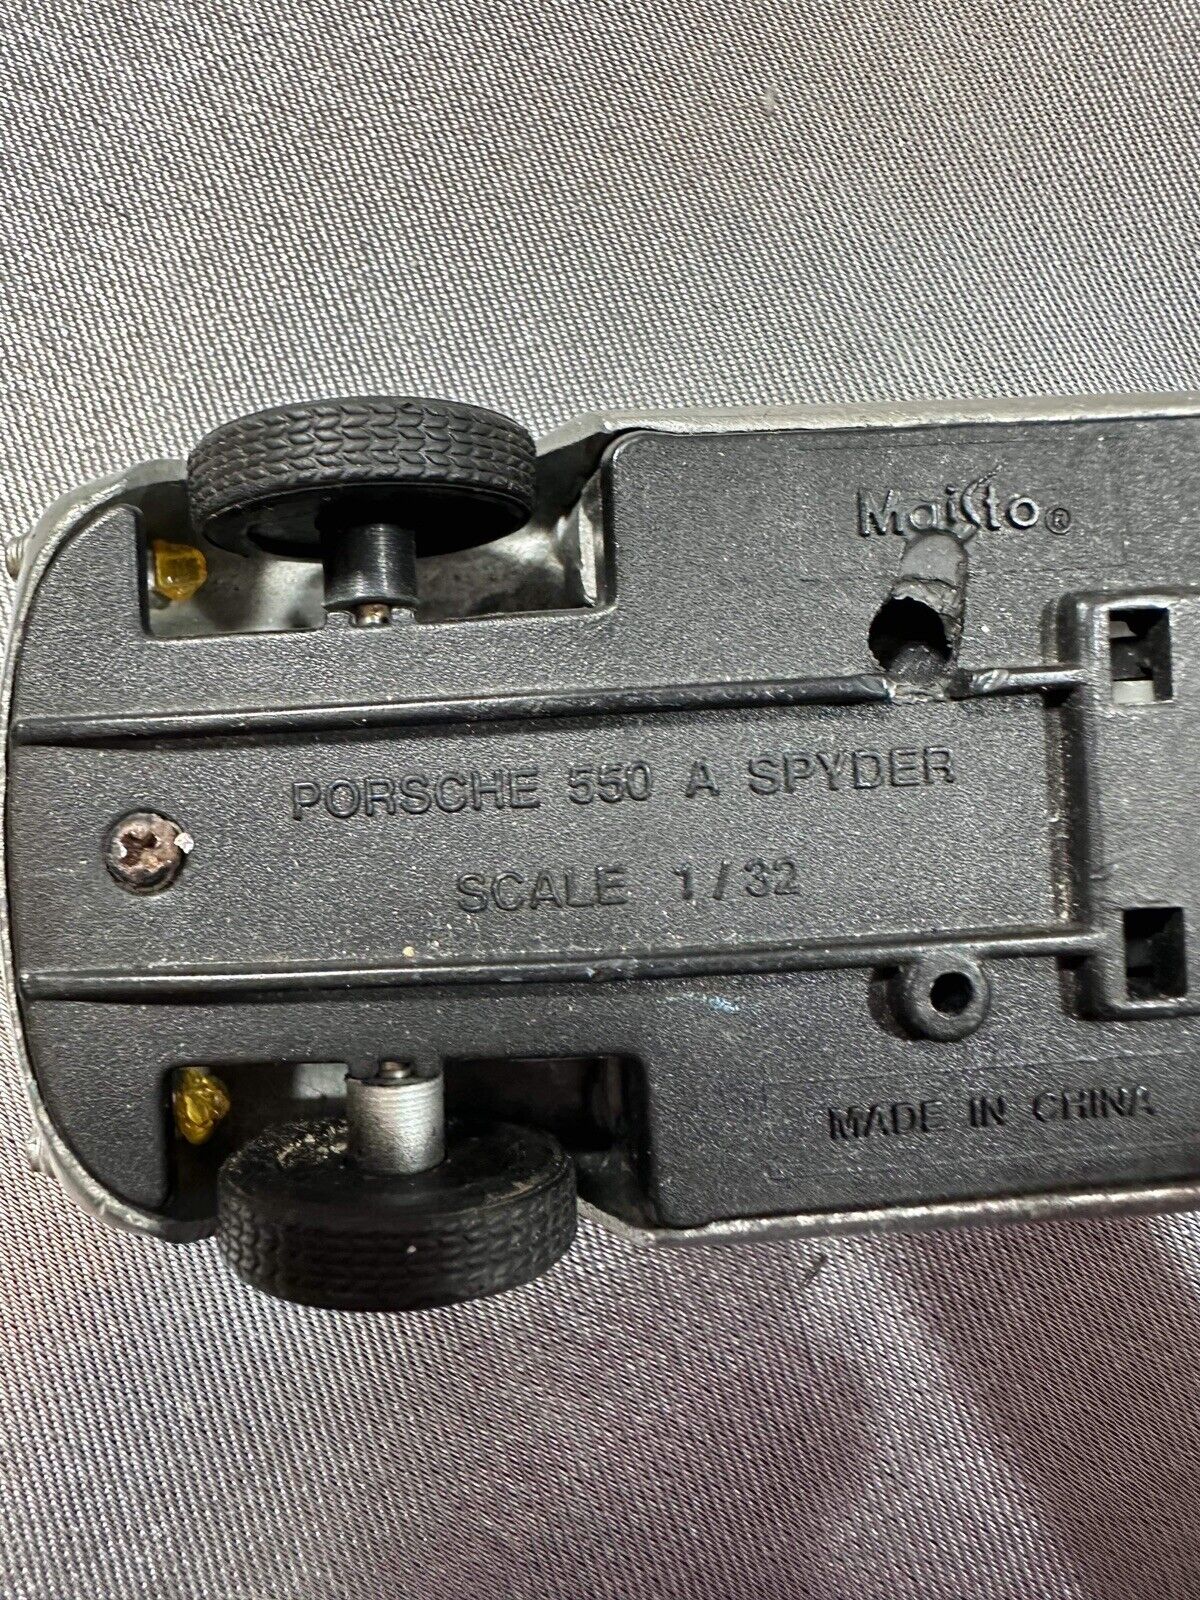 Maisto®
PORSCHE 550 A SPYDER
SCALE 1/32
MADE IN CHINA